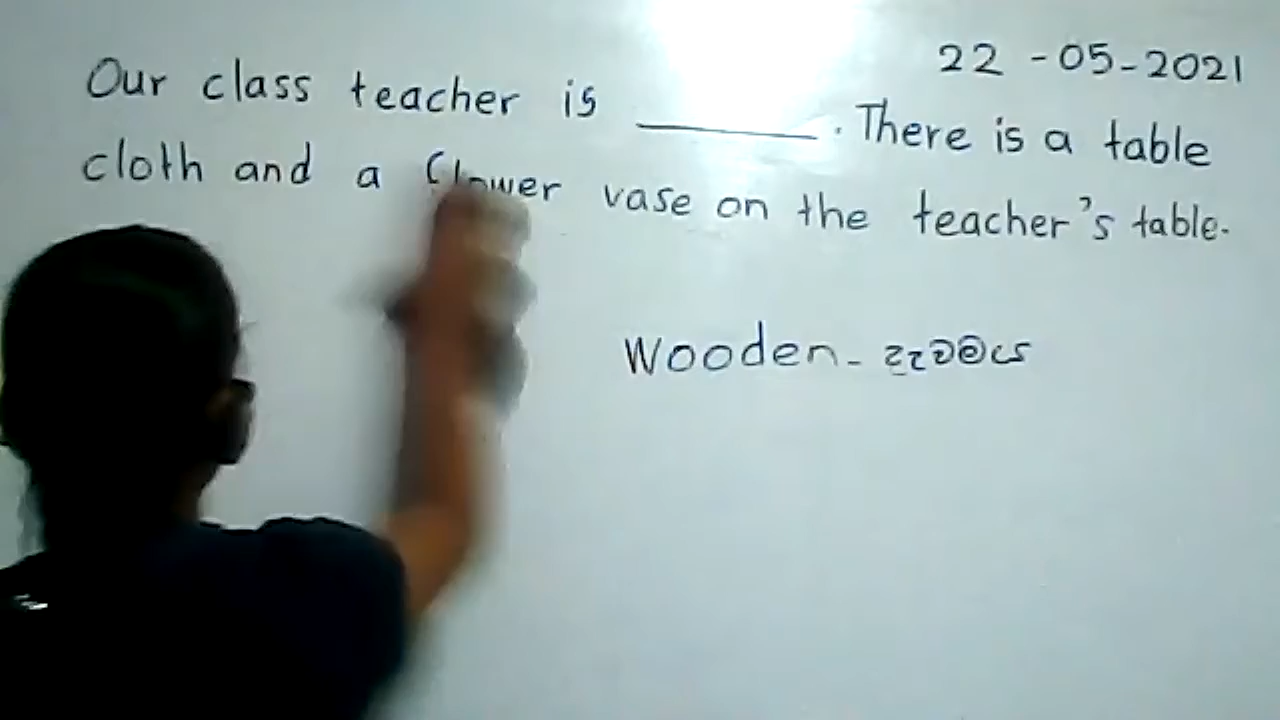 22 -05-2021
Our class teacher is ______. There is a table
cloth and a flower vase on the teacher's table.
Wooden -